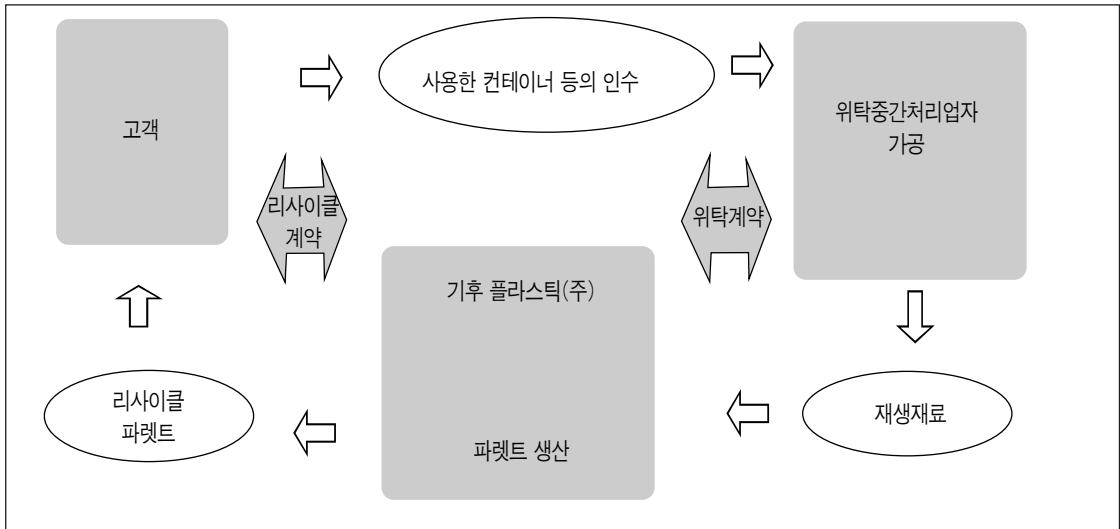 고객
사용한 컨테이너 등의 인수
위탁중간처리업자
가공
리사이클
계약
위탁계약
기후 플라스틱(주)
파렛트 생산
리사이클
파렛트
재생재료